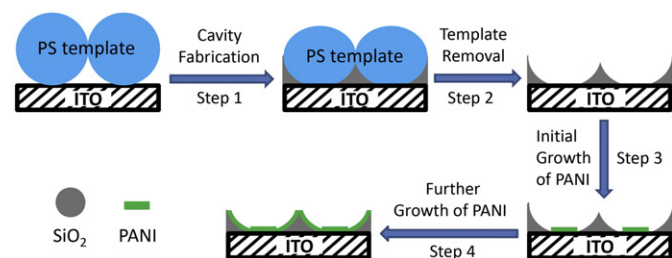 PS template
ITO
Cavity
Fabrication
Step 1
PS template
ITO
Template
Removal
Step 2
ITO
Initial
Growth
of PANI
Step 3
ITO
Further
Growth of PANI
Step 4
ITO
SiO₂
PANI